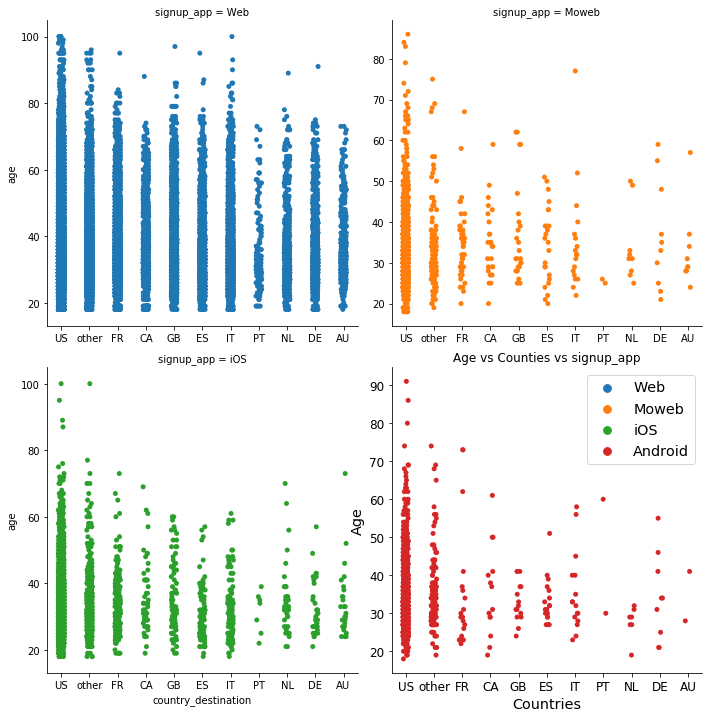 signup_app = Web
100
80
60
40
20
age
US other FR CA GB ES IT PT NL DE AU
signup_app = Moweb
80
70
60
50
40
30
20
US other FR CA GB ES IT PT NL DE AU
signup_app = iOS
100
80
60
40
20
age
US other FR CA GB ES IT PT NL DE AU
country_destination
Age vs Counties vs signup_app
Web
Moweb
iOS
Android
90
80
70
60
50
40
30
20
Age
US other FR CA GB ES IT PT NL DE AU
Countries